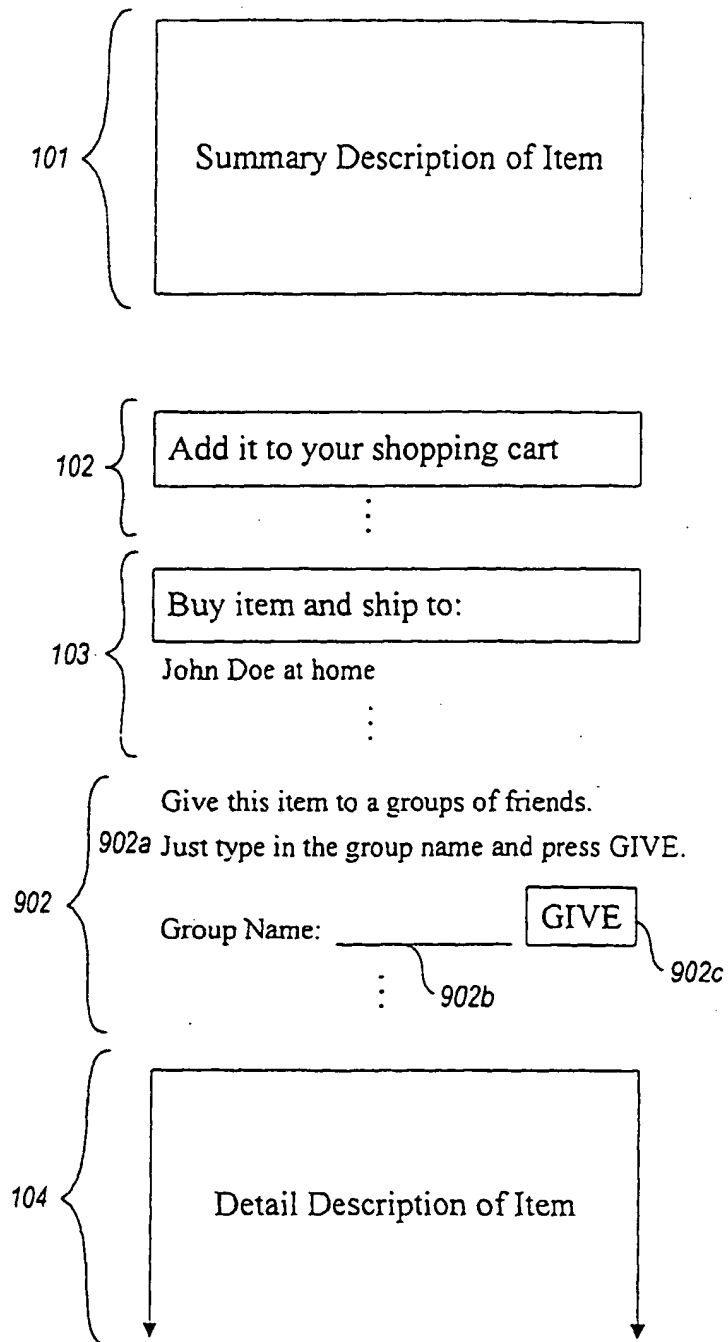 101
Summary Description of Item
102
Add it to your shopping cart
103
Buy item and ship to:
John Doe at home
902
Give this item to a groups of friends.
902a Just type in the group name and press GIVE.
Group Name: GIVE
902b
902c
104
Detail Description of Item